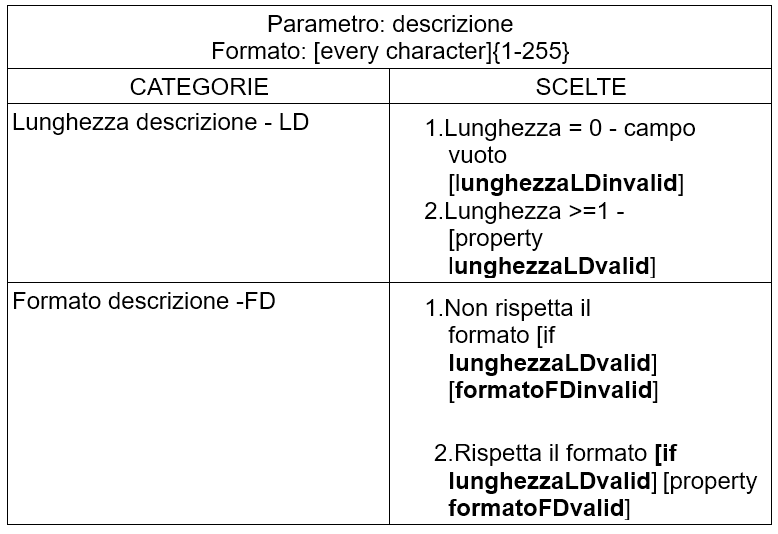 Parametro: descrizione
Formato: [every character]{1-255}
CATEGORIE
SCELTE
Lunghezza descrizione - LD
1.Lunghezza = 0 - campo
vuoto
[lunghezzaLDinvalid]
2.Lunghezza >=1 -
[property
lunghezzaLDvalid]
Formato descrizione -FD
1.Non rispetta il
formato [if
lunghezzaLDvalid]
[formatoFDinvalid]
2.Rispetta il formato [if
lunghezzaLDvalid] [property
formatoFDvalid]